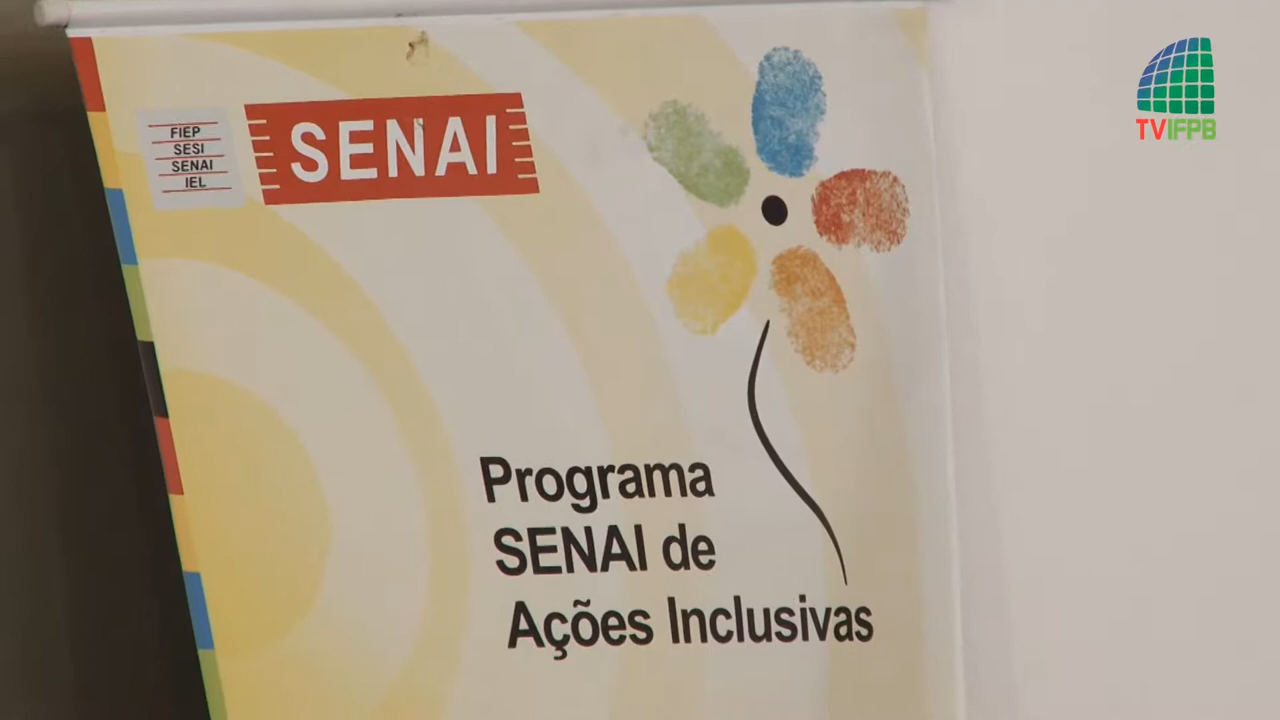 TVIFPB
FIEP
SESI
SENAI
IEL
SENAI
Programa
SENAI de
Ações Inclusivas